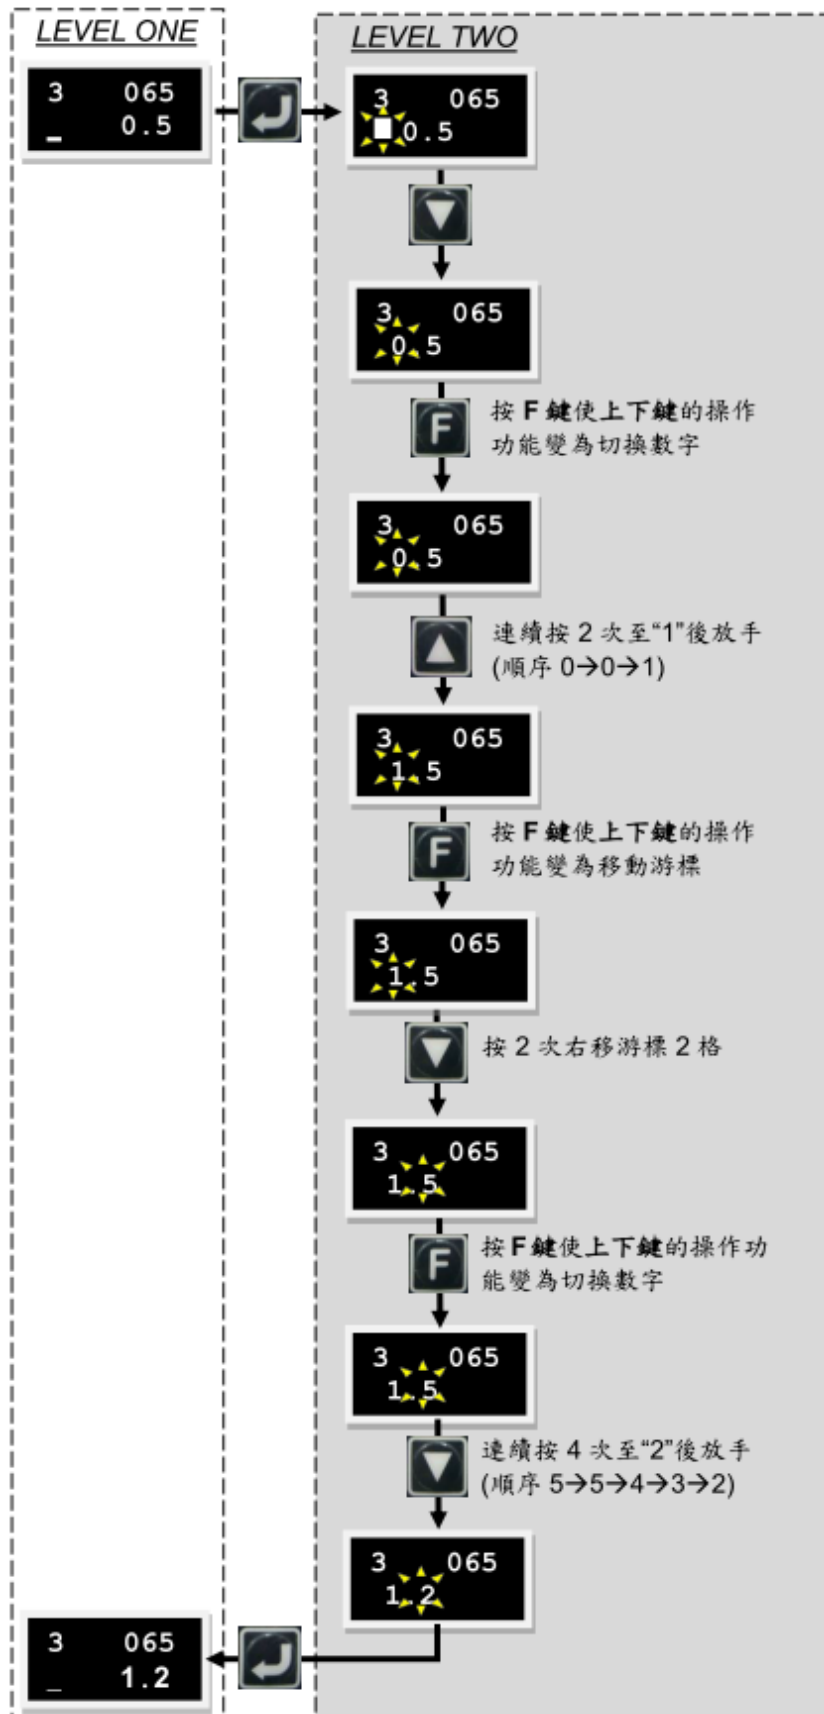 LEVEL ONE
LEVEL TWO
3 065
_ 0.5
3 065
0.5
3 065
0.5
F
按 F 鍵使上下鍵的操作
功能變為切換數字
3 065
0.5
連續按 2 次至“1”後放手
(順序 0→0→1)
3 065
1.5
F
按 F 鍵使上下鍵的操作
功能變為移動游標
3 065
1.5
按 2 次右移游標 2 格
3 065
1.5
F
按 F 鍵使上下鍵的操作功
能變為切換數字
3 065
1.5
連續按 4 次至“2”後放手
(順序 5→5→4→3→2)
3 065
1.2
3 065
_ 1.2